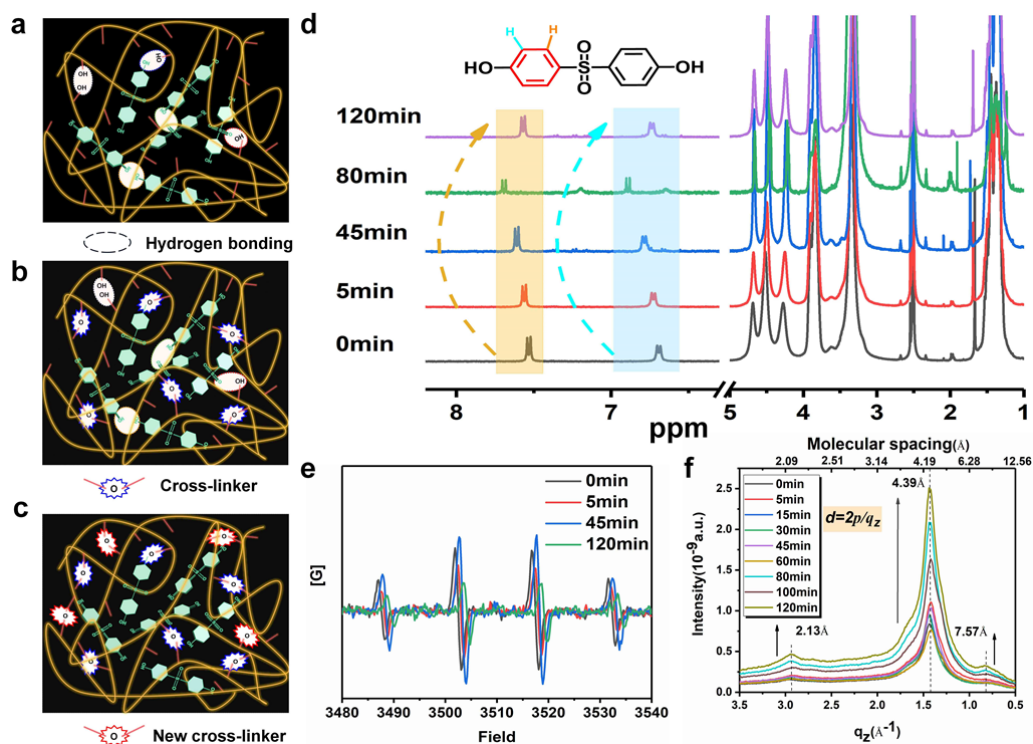 a
OH
OH
HO
OH
Hydrogen bonding
b
OH
OH
O
O
O
O
OH
O
O
Cross-linker
O
c
O
O
O
O
O
O
O
O
O
O
New cross-linker
O
d
H
H
HO
S
O
O
OH
120min
80min
45min
5min
0min
8
7
5
4
3
2
1
ppm
e
0min
5min
45min
120min
[G]
3480
3490
3500
3510
3520
3530
3540
Field
f
Molecular spacing(Å)
2.09 2.51 3.14 4.19 6.28 12.56
0min
5min
15min
30min
45min
60min
80min
100min
120min
d=2p/qz
4.39Å
2.13Å
7.57Å
Intensity(10-9a.u.)
2.5
2.0
1.5
1.0
0.5
0.0
3.5 3.0 2.5 2.0 1.5 1.0 0.5
qz(Å-1)